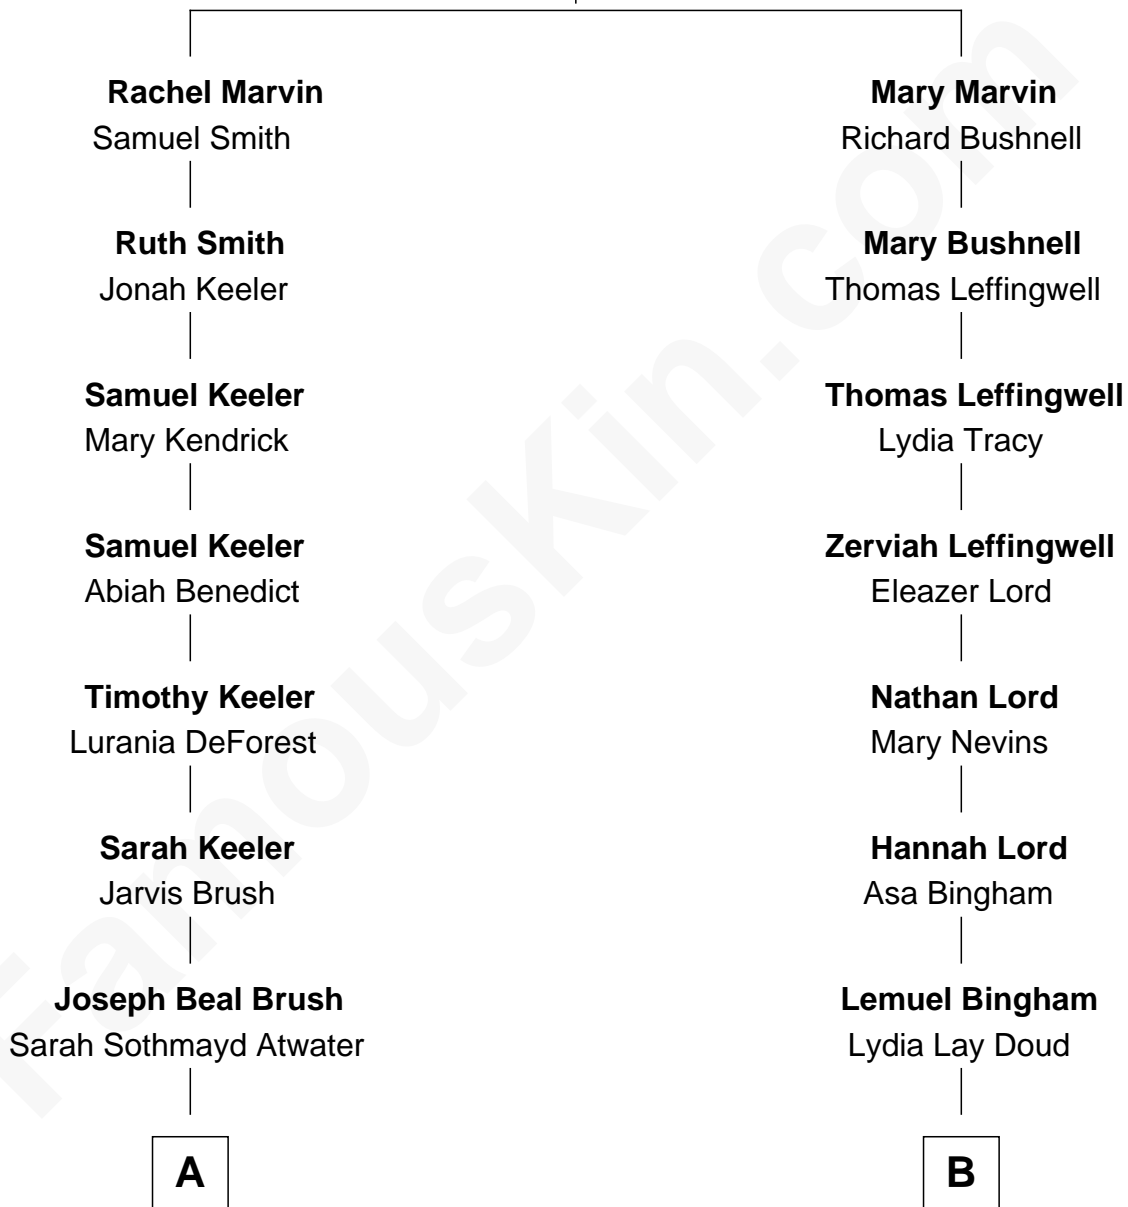 Rachel Marvin
Samuel Smith
Mary Marvin
Richard Bushnell
Ruth Smith
Jonah Keeler
Mary Bushnell
Thomas Leffingwell
Samuel Keeler
Mary Kendrick
Thomas Leffingwell
Lydia Tracy
Samuel Keeler
Abiah Benedict
Zerviah Leffingwell
Eleazer Lord
Timothy Keeler
Lurania DeForest
Nathan Lord
Mary Nevins
Sarah Keeler
Jarvis Brush
Hannah Lord
Asa Bingham
Joseph Beal Brush
Sarah Sothmayd Atwater
Lemuel Bingham
Lydia Lay Doud
A
B
FamousKin.com